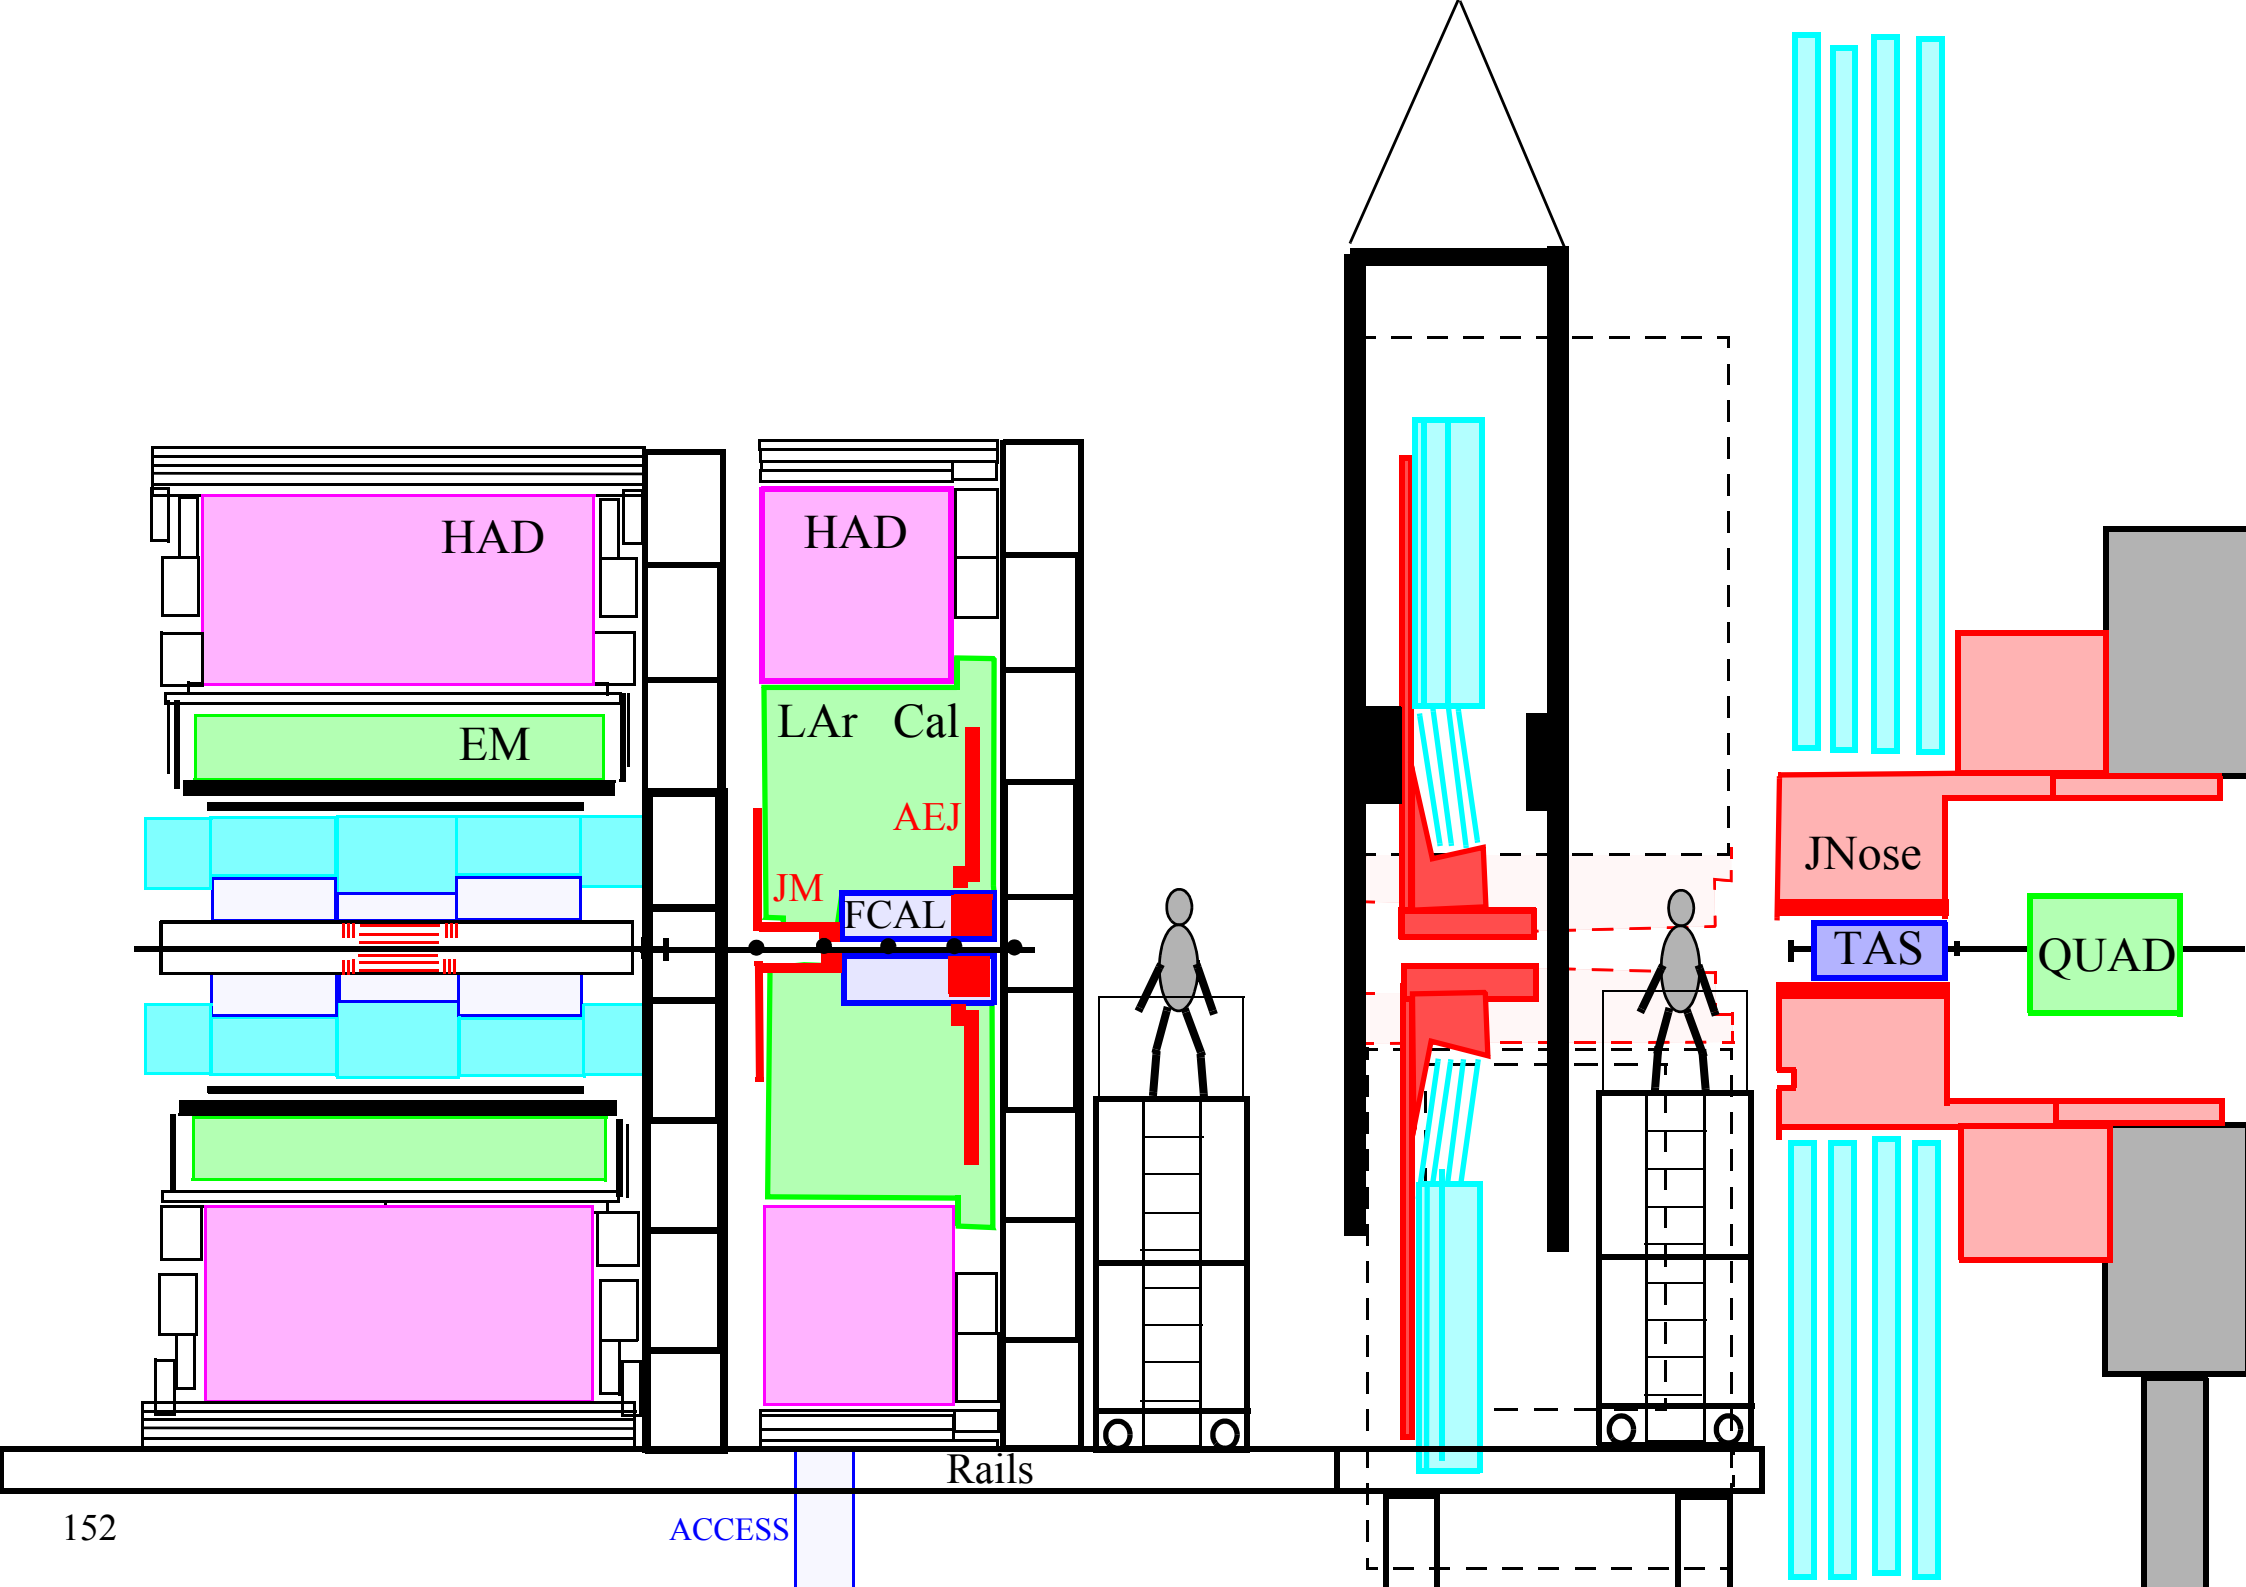 HAD
HAD
LAr Cal
EM
AEJ
JM
JNose
FCAL
TAS
QUAD
Rails
152
ACCESS